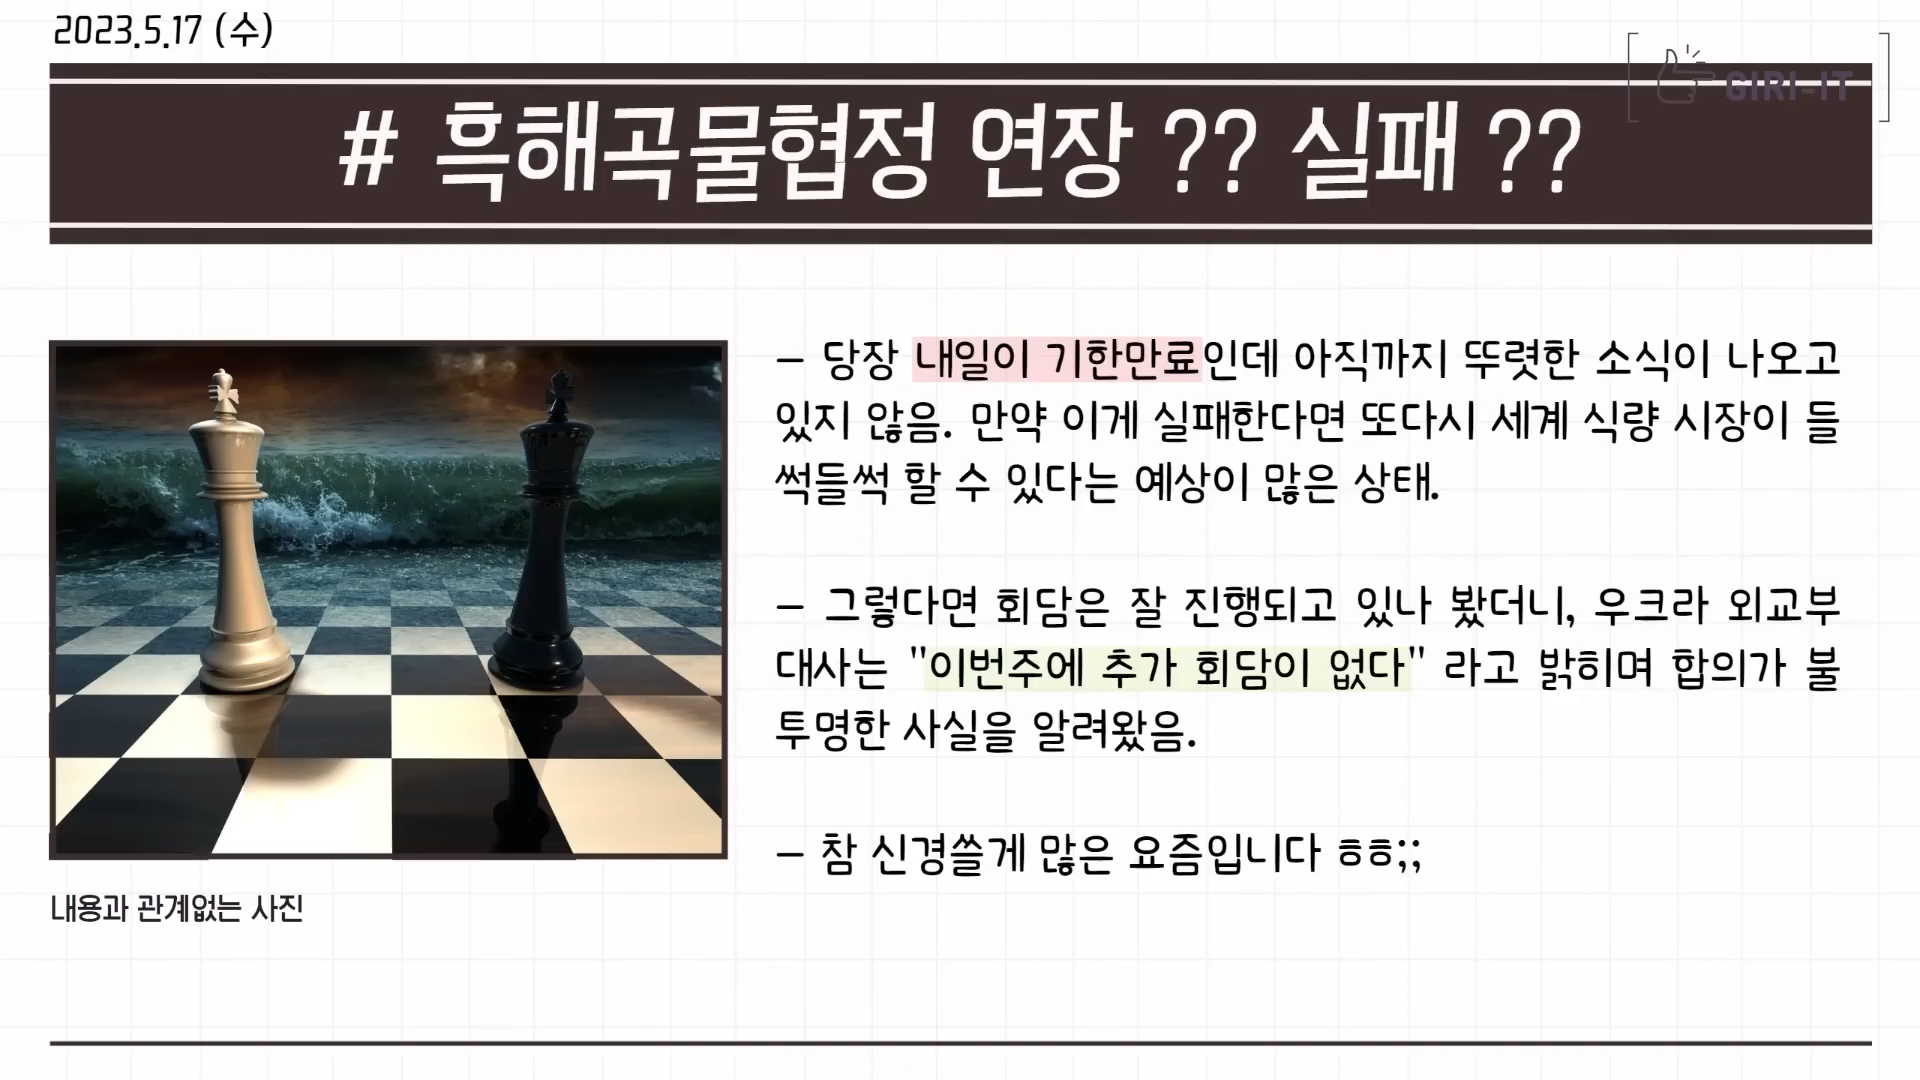 2023.5.17 (수)
GIRI-IT
# 흑해곡물협정 연장 ?? 실패 ??
- 당장 내일이 기한만료인데 아직까지 뚜렷한 소식이 나오고
있지 않음. 만약 이게 실패한다면 또다시 세계 식량 시장이 들
썩들썩 할 수 있다는 예상이 많은 상태.
- 그렇다면 회담은 잘 진행되고 있나 봤더니, 우크라 외교부
대사는 "이번주에 추가 회담이 없다" 라고 밝히며 합의가 불
투명한 사실을 알려왔음.
- 참 신경쓸게 많은 요즘입니다 ㅎㅎ;;
내용과 관계없는 사진